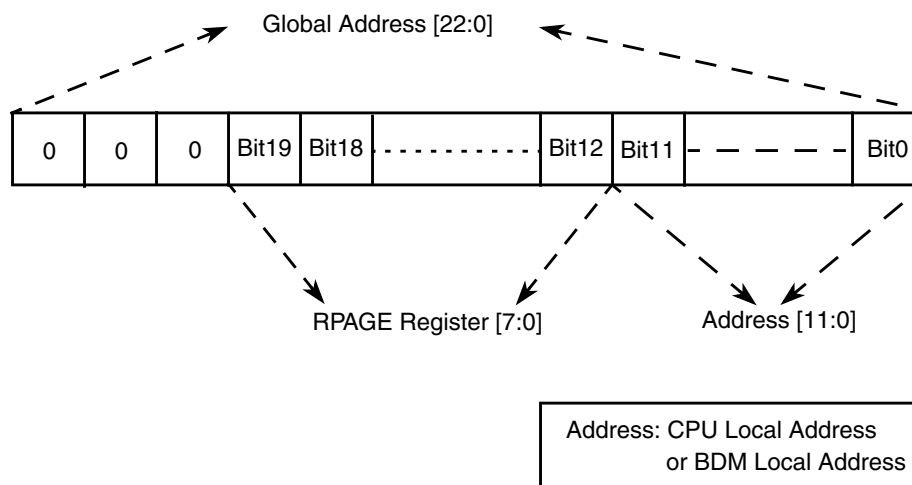 Global Address [22:0]
0 0 0 Bit19 Bit18 Bit12 Bit11 Bit0
RPAGE Register [7:0] Address [11:0]
Address: CPU Local Address
or BDM Local Address